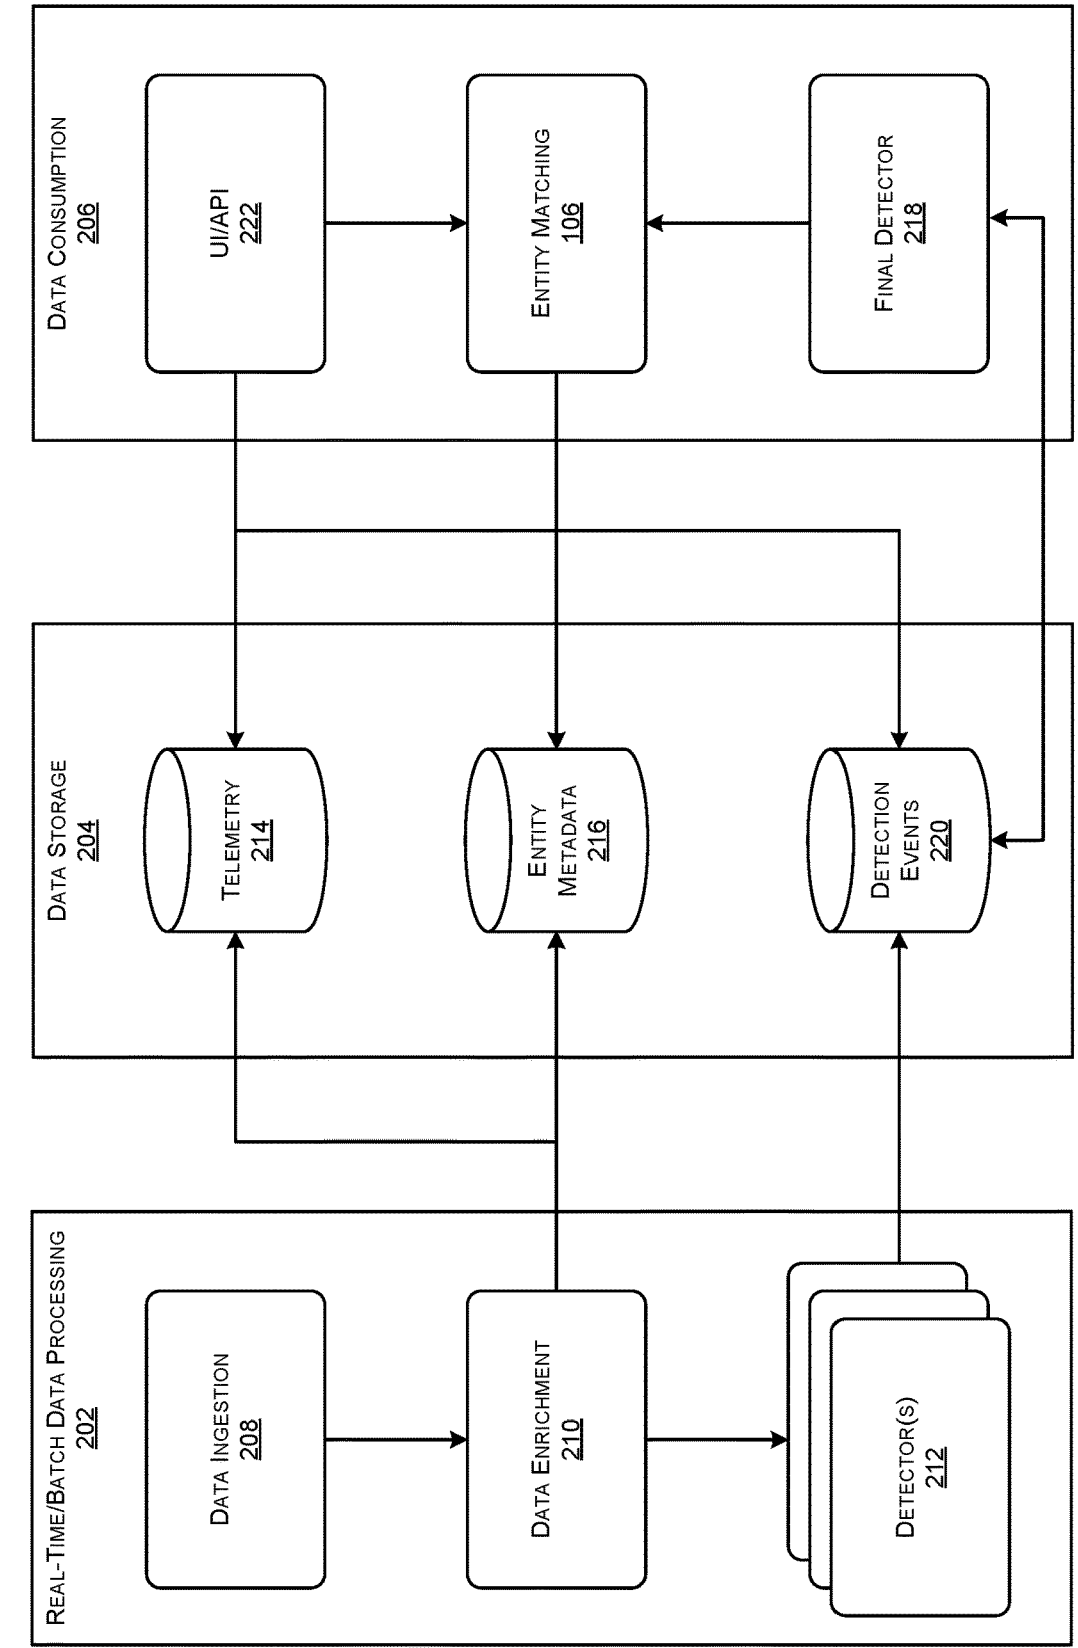 REAL-TIME/BATCH DATA PROCESSING
202
DATA INGESTION
208
DATA ENRICHMENT
210
DETECTOR(S)
212
DATA STORAGE
204
TELEMETRY
214
ENTITY
METADATA
216
DETECTION
EVENTS
220
DATA CONSUMPTION
206
UI/API
222
ENTITY MATCHING
106
FINAL DETECTOR
218